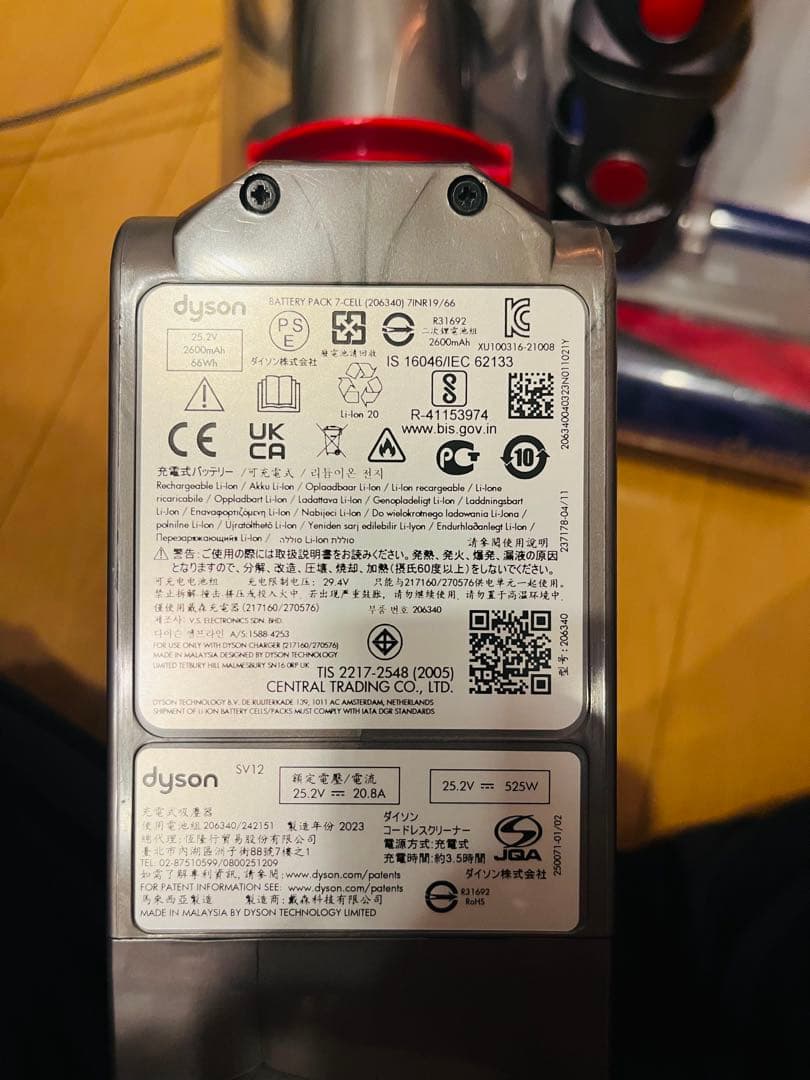 dyson
BATTERY PACK 7-CELL (206340) 7INR19/66
25.2V
2600mAh
66Wh
PSE
ダイソン株式会社
廢電池請回收
R31692
二次鋰電池組
2600mAh
XU100316-21008
IS 16046/IEC 62133
Li-Ion 20
R-41153974
www.bis.gov.in
CE
UK
CA
10
206340040323N011021Y
充電式バッテリー /可充电式 / 리튬이온 전지
Rechargeable Li-Ion / Akku Li-Ion / Oplaadbaar Li-Ion / Li-Ion recargeable / Li-Ione
ricaricabile / Oppladbart Li-Ion / Ladattava Li-Ion / Genopladeligt Li-Ion / Laddningsbart
Li-Jon / Επαναφορτιζόμενη Li-Ion / Nabíjecí Li-Ion / Do wielokrotnego ładowania Li-Jona /
polnilne Li-Ion / Újratölthető Li-Ion / Yeniden şarj edilebilir Li-Iyon / Endurhlaðanlegt Li-Ion /
Перезаряжающийся Li-Ion / סוללת Li-Ion סוללה
請參閱使用說明
237178-04/11
警告:ご使用の際には取扱説明書をお読みください。発熱、発火、爆発、漏液の原因
となりますので、分解、改造、圧壊、焼却、加熱(摂氏60度以上)をしないでください。
可充电电池组 充电限制电压: 29.4V 只能与217160/270576供电单元一起使用。
禁止拆解、撞击、挤压或投入火中。若出现严重鼓胀,请勿继续使用。请勿置于高温环境中.
仅使用戴森充电器(217160/270576) 부품 번호 206340
제조사: V.S. ELECTRONICS SDN. BHD.
다이슨 헬프라인 A/S:1588-4253
FOR USE ONLY WITH DYSON CHARGER (217160/270576)
MADE IN MALAYSIA DESIGNED BY DYSON TECHNOLOGY
LIMITED TETBURY HILL MALMESBURY SN16 0RP UK
型号: 206340
TIS 2217-2548 (2005)
CENTRAL TRADING CO., LTD.
DYSON TECHNOLOGY B.V. DE RUIJTERKADE 139, 1011 AC AMSTERDAM, NETHERLANDS
SHIPMENT OF LI-ION BATTERY CELLS/PACKS MUST COMPLY WITH IATA DGR STANDARDS
dyson SV12
額定電壓/電流
25.2V ⎓ 20.8A
25.2V ⎓ 525W
充電式吸塵器
使用電池組206340/242151 製造年份 2023
總代理: 恆隆行貿易股份有限公司
臺北市內湖區洲子街88號7樓之1
TEL: 02-87510599/0800251209
如需了解專利資訊, 請參閱:www.dyson.com/patents
FOR PATENT INFORMATION SEE: www.dyson.com/patents
馬來西亞製造 製造商: 戴森科技有限公司
MADE IN MALAYSIA BY DYSON TECHNOLOGY LIMITED
ダイソン
コードレスクリーナー
電源方式:充電式
充電時間:約3.5時間
JQA
ダイソン株式会社
R31692
RoHS
250071-01/02